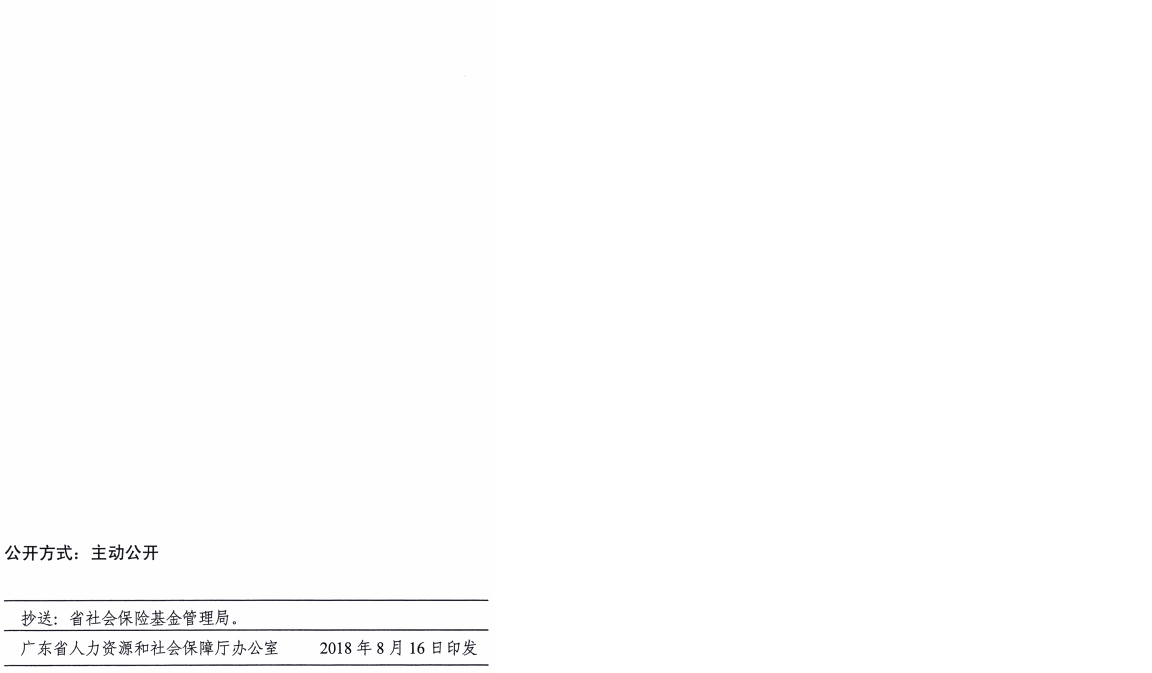 公开方式：主动公开
抄送：省社会保险基金管理局。
广东省人力资源和社会保障厅办公室 2018年8月16日印发